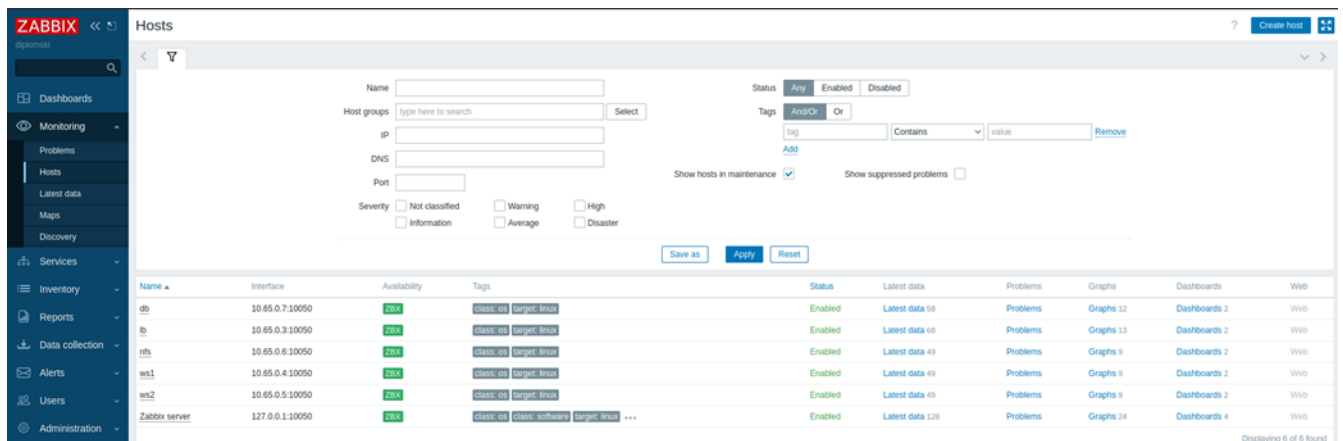 ZABBIX
diplomski
Dashboards
Monitoring
Problems
Hosts
Latest data
Maps
Discovery
Services
Inventory
Reports
Data collection
Alerts
Users
Administration
Hosts
? Create host
Name
Host groups type here to search Select
IP
DNS
Port
Severity Not classified Warning High
Information Average Disaster
Status Any Enabled Disabled
Tags And/Or Or
tag Contains value Remove
Add
Show hosts in maintenance Show suppressed problems
Save as Apply Reset
Name Interface Availability Tags Status Latest data Problems Graphs Dashboards Web
db 10.65.0.7:10050 ZBX class: os target: linux Enabled Latest data 58 Problems Graphs 12 Dashboards 2 Web
lb 10.65.0.3:10050 ZBX class: os target: linux Enabled Latest data 68 Problems Graphs 13 Dashboards 2 Web
nfs 10.65.0.6:10050 ZBX class: os target: linux Enabled Latest data 49 Problems Graphs 9 Dashboards 2 Web
ws1 10.65.0.4:10050 ZBX class: os target: linux Enabled Latest data 49 Problems Graphs 9 Dashboards 2 Web
ws2 10.65.0.5:10050 ZBX class: os target: linux Enabled Latest data 49 Problems Graphs 9 Dashboards 2 Web
Zabbix server 127.0.0.1:10050 ZBX class: os class: software target: linux ••• Enabled Latest data 128 Problems Graphs 24 Dashboards 4 Web
Displaying 6 of 6 found